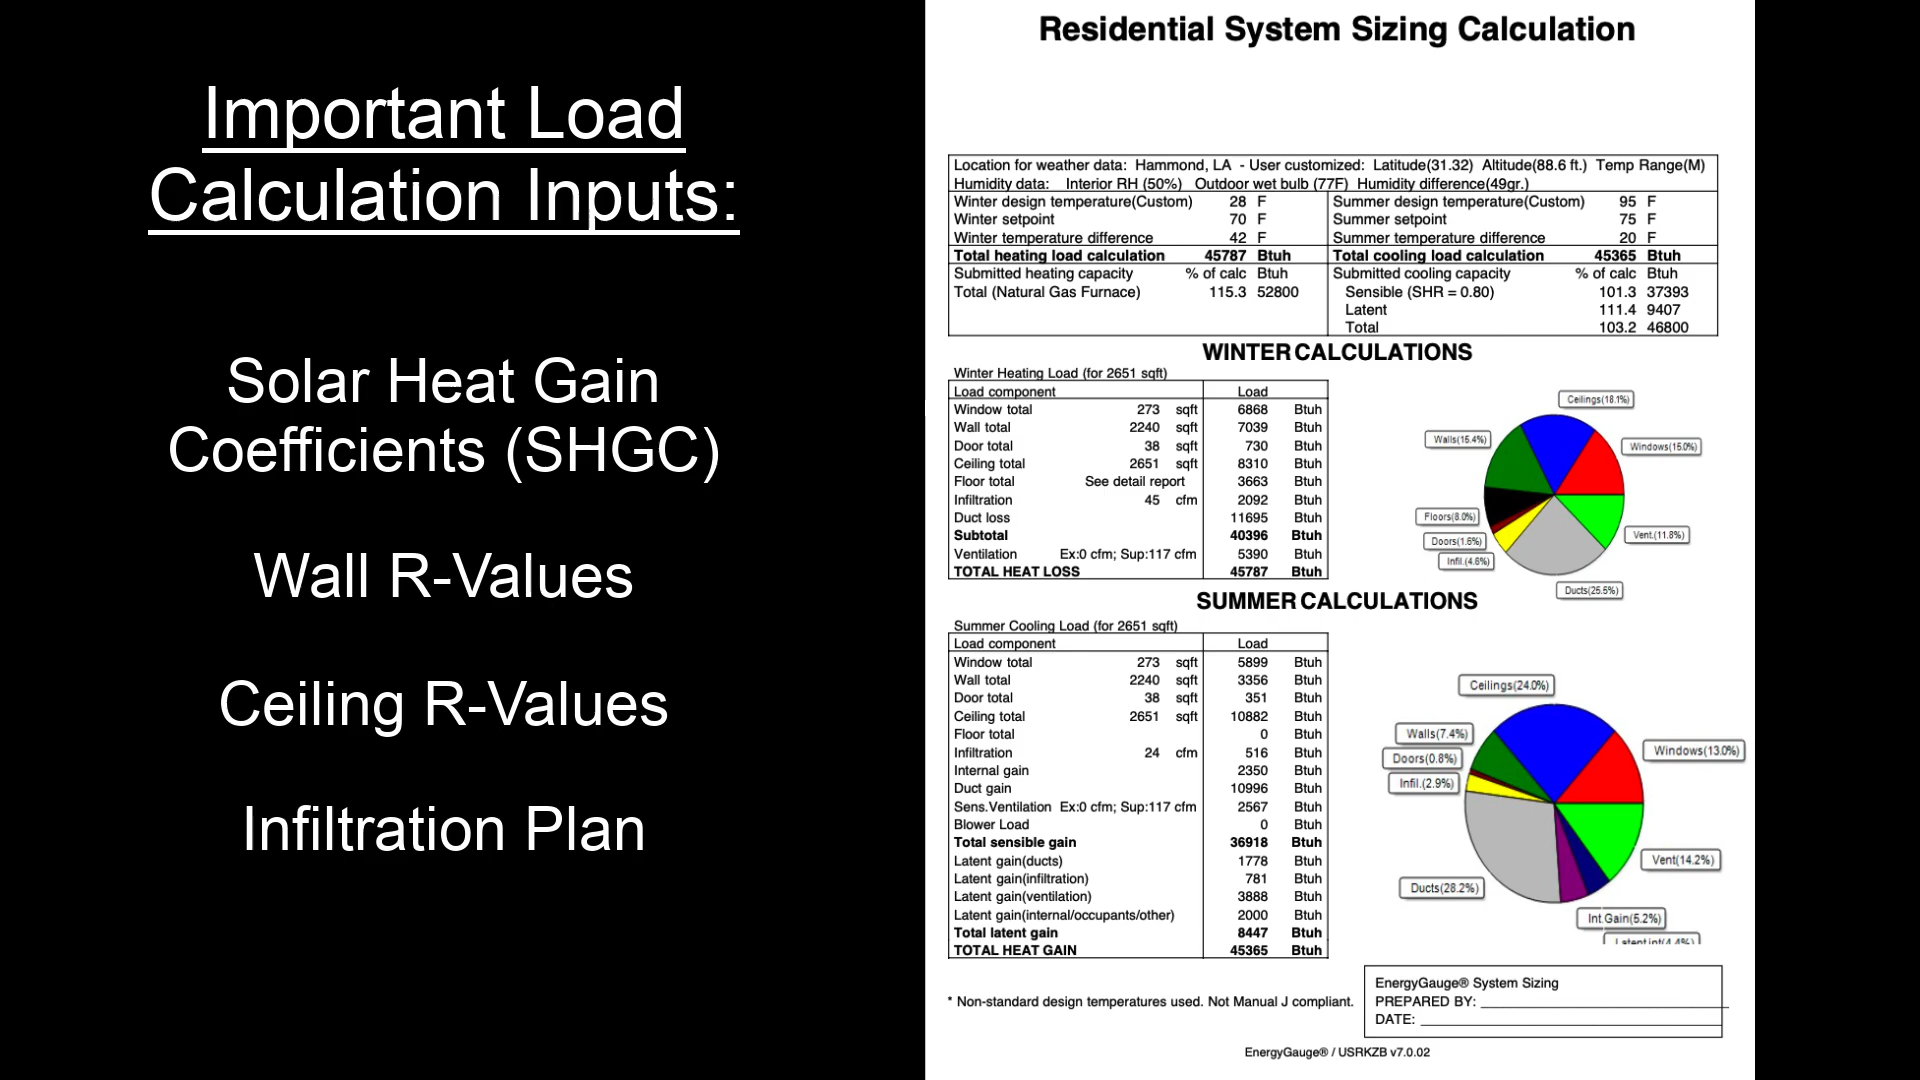 Important Load
Calculation Inputs:
Solar Heat Gain
Coefficients (SHGC)
Wall R-Values
Ceiling R-Values
Infiltration Plan
Residential System Sizing Calculation
Location for weather data: Hammond, LA - User customized: Latitude(31.32) Altitude(88.6 ft.) Temp Range(M)
Humidity data: Interior RH (50%) Outdoor wet bulb (77F) Humidity difference(49gr.)
Winter design temperature(Custom) 28 F Summer design temperature(Custom) 95 F
Winter setpoint 70 F Summer setpoint 75 F
Winter temperature difference 42 F Summer temperature difference 20 F
Total heating load calculation 45787 Btuh Total cooling load calculation 45365 Btuh
Submitted heating capacity % of calc Btuh Submitted cooling capacity % of calc Btuh
Total (Natural Gas Furnace) 115.3 52800 Sensible (SHR = 0.80) 101.3 37393
Latent 111.4 9407
Total 103.2 46800
WINTER CALCULATIONS
Winter Heating Load (for 2651 sqft)
Load component Load
Window total 273 sqft 6868 Btuh
Wall total 2240 sqft 7039 Btuh
Door total 38 sqft 730 Btuh
Ceiling total 2651 sqft 8310 Btuh
Floor total See detail report 3663 Btuh
Infiltration 45 cfm 2092 Btuh
Duct loss 11695 Btuh
Subtotal 40396 Btuh
Ventilation Ex:0 cfm; Sup:117 cfm 5390 Btuh
TOTAL HEAT LOSS 45787 Btuh
Ceilings(18.1%)
Walls(15.4%)
Windows(15.0%)
Floors(8.0%)
Vent.(11.8%)
Doors(1.6%)
Infil.(4.6%)
Ducts(25.5%)
SUMMER CALCULATIONS
Summer Cooling Load (for 2651 sqft)
Load component Load
Window total 273 sqft 5899 Btuh
Wall total 2240 sqft 3356 Btuh
Door total 38 sqft 351 Btuh
Ceiling total 2651 sqft 10882 Btuh
Floor total 0 Btuh
Infiltration 24 cfm 516 Btuh
Internal gain 2350 Btuh
Duct gain 10996 Btuh
Sens.Ventilation Ex:0 cfm; Sup:117 cfm 2567 Btuh
Blower Load 0 Btuh
Total sensible gain 36918 Btuh
Latent gain(ducts) 1778 Btuh
Latent gain(infiltration) 781 Btuh
Latent gain(ventilation) 3888 Btuh
Latent gain(internal/occupants/other) 2000 Btuh
Total latent gain 8447 Btuh
TOTAL HEAT GAIN 45365 Btuh
Ceilings(24.0%)
Walls(7.4%)
Windows(13.0%)
Doors(0.8%)
Infil.(2.9%)
Vent(14.2%)
Ducts(28.2%)
Int.Gain(5.2%)
Latent int(4.4%)
* Non-standard design temperatures used. Not Manual J compliant.
EnergyGauge® System Sizing
PREPARED BY:
DATE:
EnergyGauge® / USRKZB v7.0.02